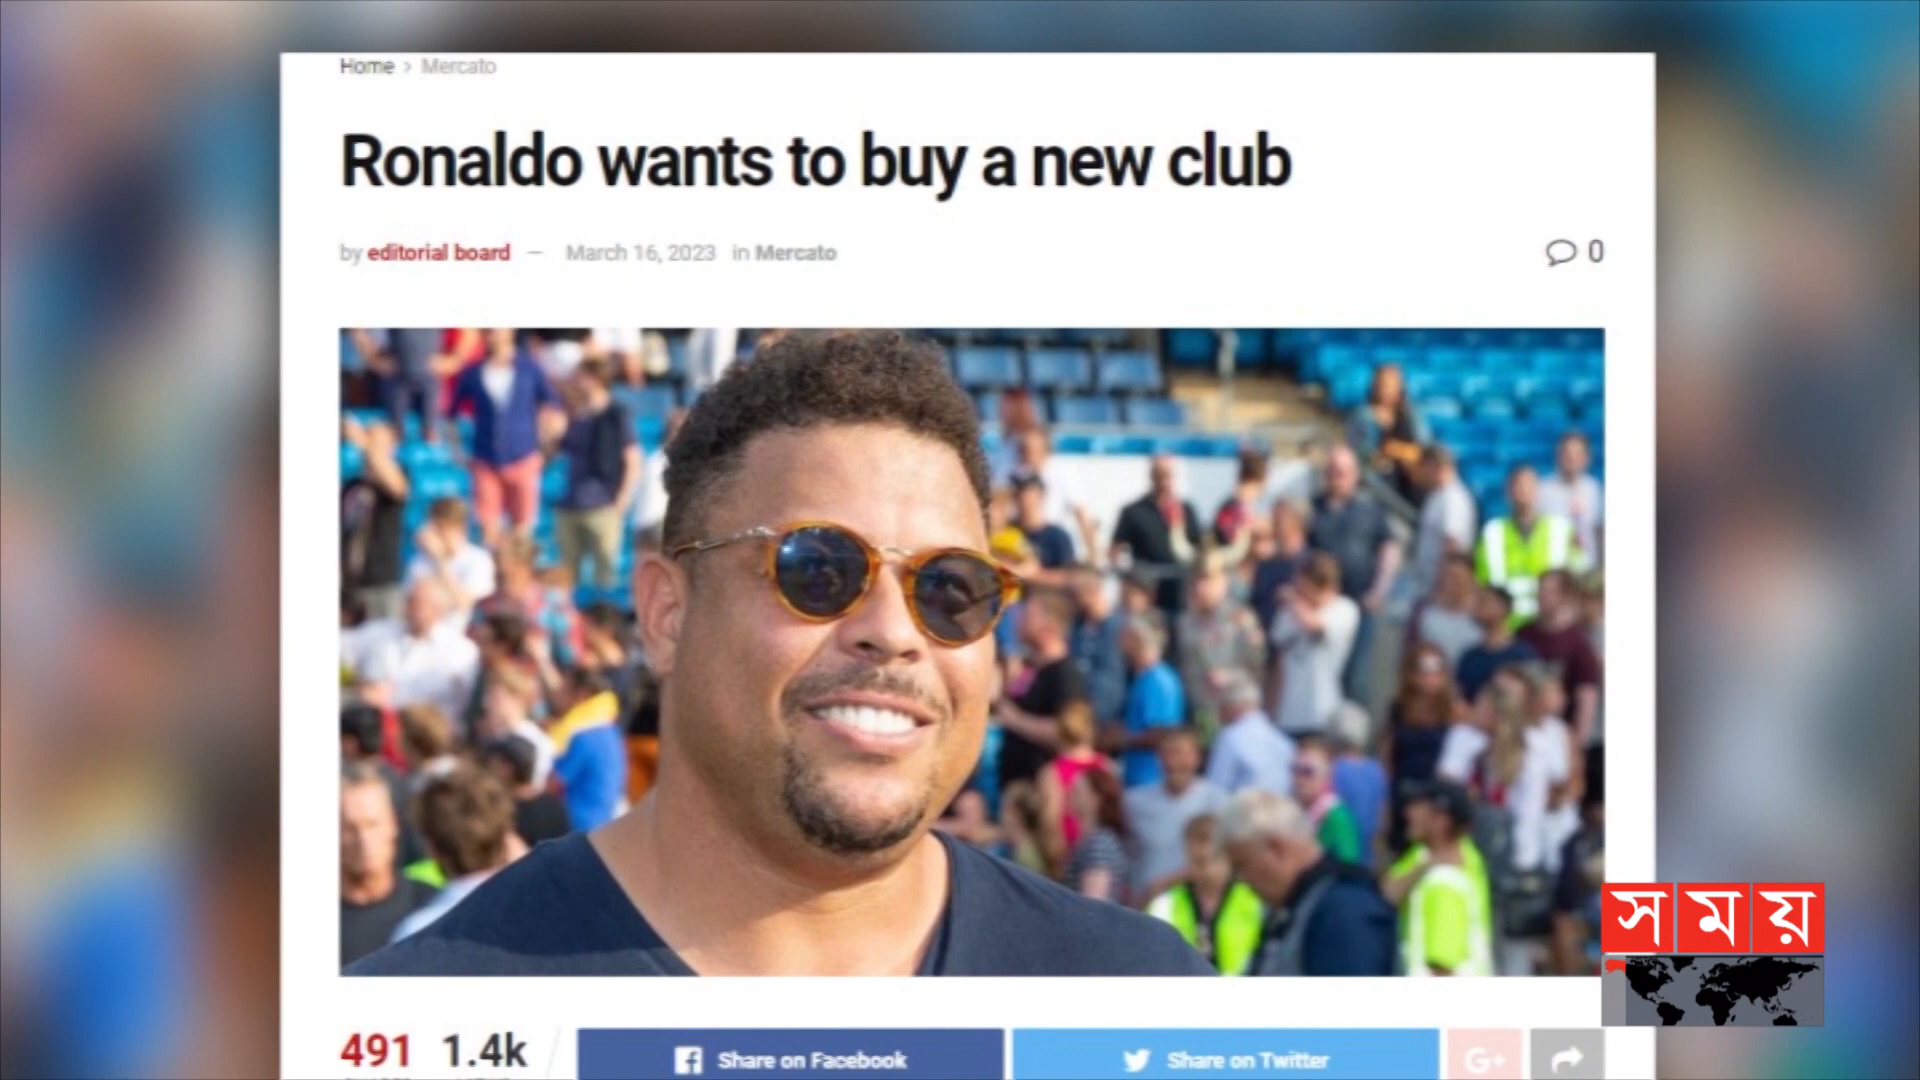 Home > Mercato
Ronaldo wants to buy a new club
by editorial board — March 16, 2023 in Mercato
0
সময়
491 1.4k
Share on Facebook
Share on Twitter
G+